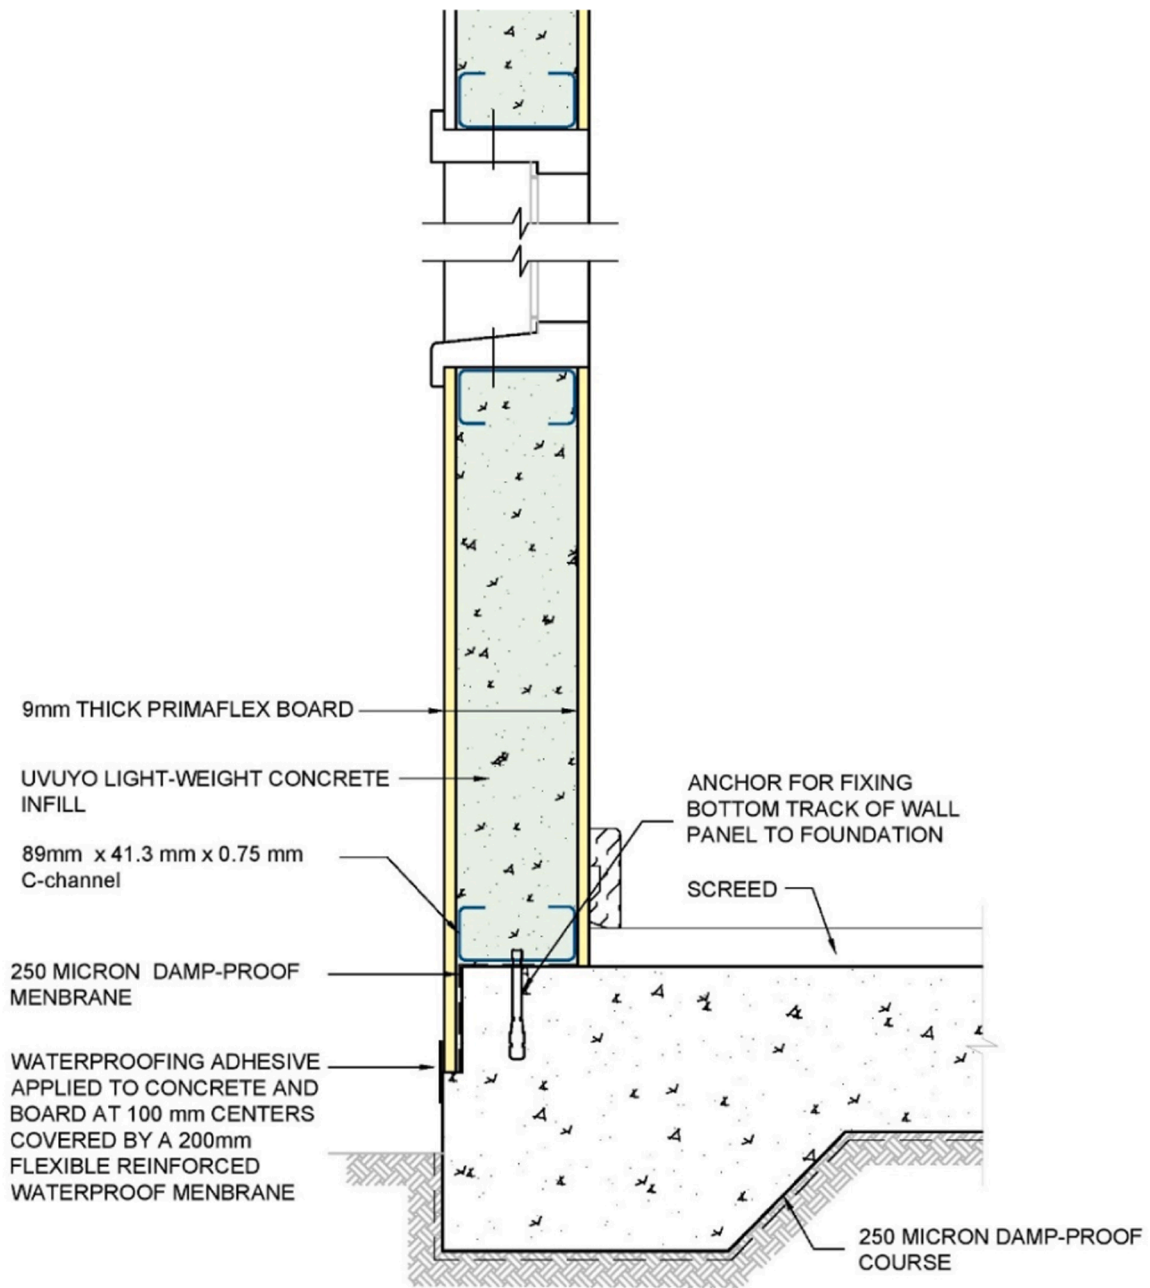 9mm THICK PRIMAFLEX BOARD
UVUYO LIGHT-WEIGHT CONCRETE
INFILL
89mm x 41.3 mm x 0.75 mm
C-channel
250 MICRON DAMP-PROOF
MENBRANE
WATERPROOFING ADHESIVE
APPLIED TO CONCRETE AND
BOARD AT 100 mm CENTERS
COVERED BY A 200mm
FLEXIBLE REINFORCED
WATERPROOF MENBRANE
ANCHOR FOR FIXING
BOTTOM TRACK OF WALL
PANEL TO FOUNDATION
SCREED
250 MICRON DAMP-PROOF
COURSE